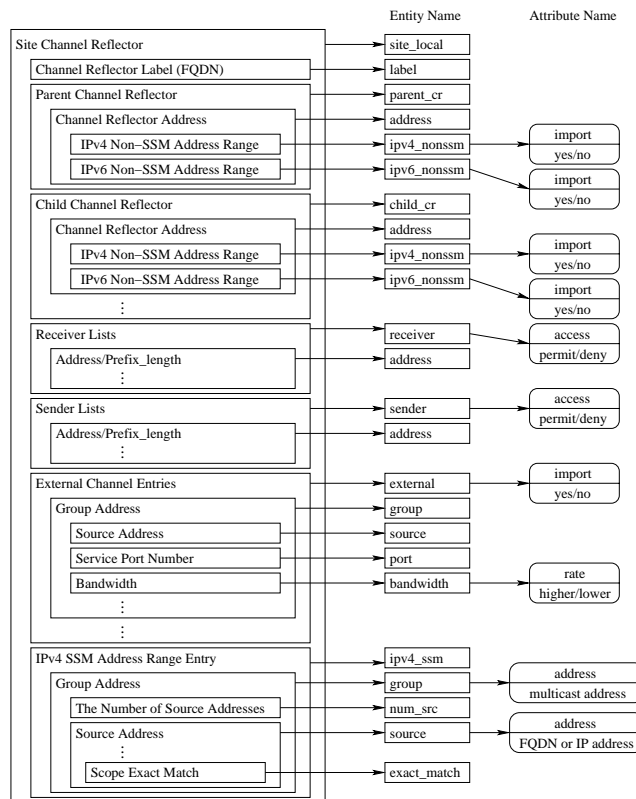 Entity Name Attribute Name
Site Channel Reflector site_local
Channel Reflector Label (FQDN) label
Parent Channel Reflector parent_cr
Channel Reflector Address address
IPv4 Non−SSM Address Range ipv4_nonssm import
yes/no
IPv6 Non−SSM Address Range ipv6_nonssm import
yes/no
Child Channel Reflector child_cr
Channel Reflector Address address
IPv4 Non−SSM Address Range ipv4_nonssm import
yes/no
IPv6 Non−SSM Address Range ipv6_nonssm import
yes/no
⋮
Receiver Lists receiver access
permit/deny
Address/Prefix_length address
⋮
Sender Lists sender access
permit/deny
Address/Prefix_length address
⋮
External Channel Entries external import
yes/no
Group Address group
Source Address source
Service Port Number port
Bandwidth bandwidth rate
higher/lower
⋮ ⋮
⋮
IPv4 SSM Address Range Entry ipv4_ssm
Group Address group address
multicast address
The Number of Source Addresses num_src
Source Address source address
FQDN or IP address
⋮
Scope Exact Match exact_match